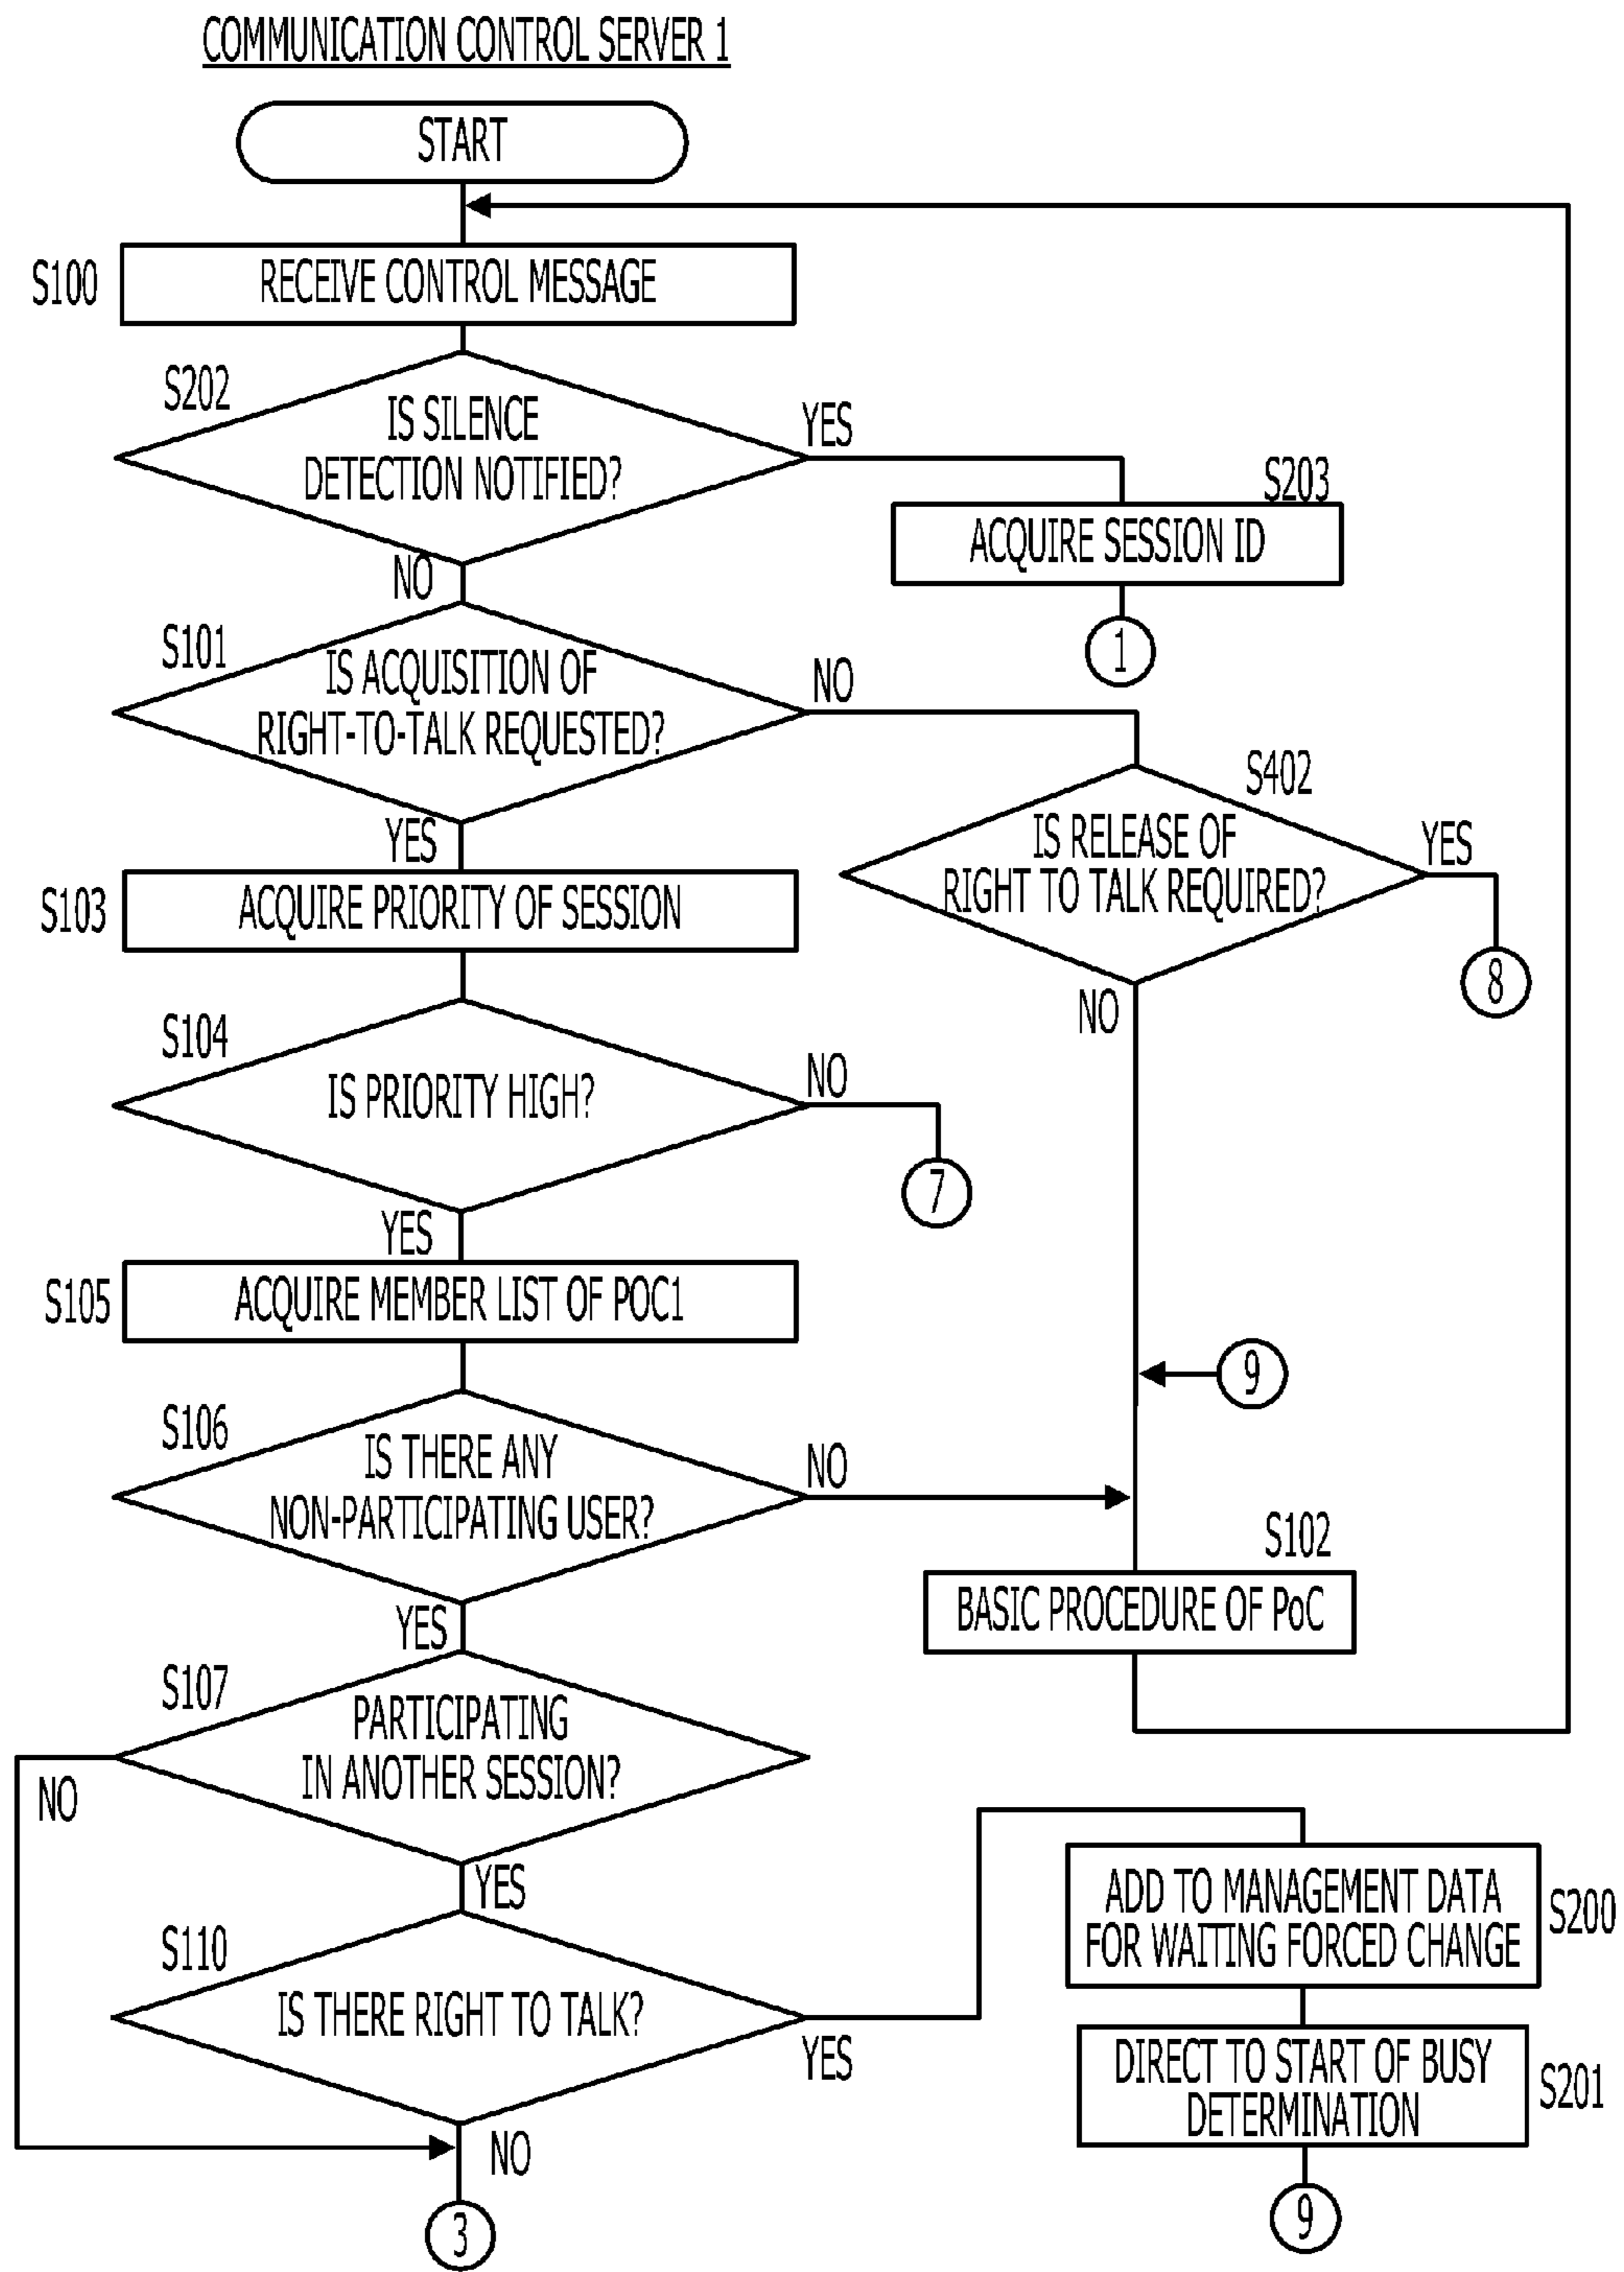 COMMUNICATION CONTROL SERVER 1
START
S100
RECEIVE CONTROL MESSAGE
S202
IS SILENCE
DETECTION NOTIFIED?
YES
NO
S203
ACQUIRE SESSION ID
1
S101
IS ACQUISITION OF
RIGHT-TO-TALK REQUESTED?
NO
YES
S402
IS RELEASE OF
RIGHT TO TALK REQUIRED?
YES
8
NO
S103
ACQUIRE PRIORITY OF SESSION
S104
IS PRIORITY HIGH?
NO
7
YES
S105
ACQUIRE MEMBER LIST OF POC1
9
S106
IS THERE ANY
NON-PARTICIPATING USER?
NO
YES
S102
BASIC PROCEDURE OF PoC
S107
PARTICIPATING
IN ANOTHER SESSION?
NO
YES
S110
IS THERE RIGHT TO TALK?
YES
NO
3
ADD TO MANAGEMENT DATA
FOR WAITING FORCED CHANGE
S200
DIRECT TO START OF BUSY
DETERMINATION
S201
9